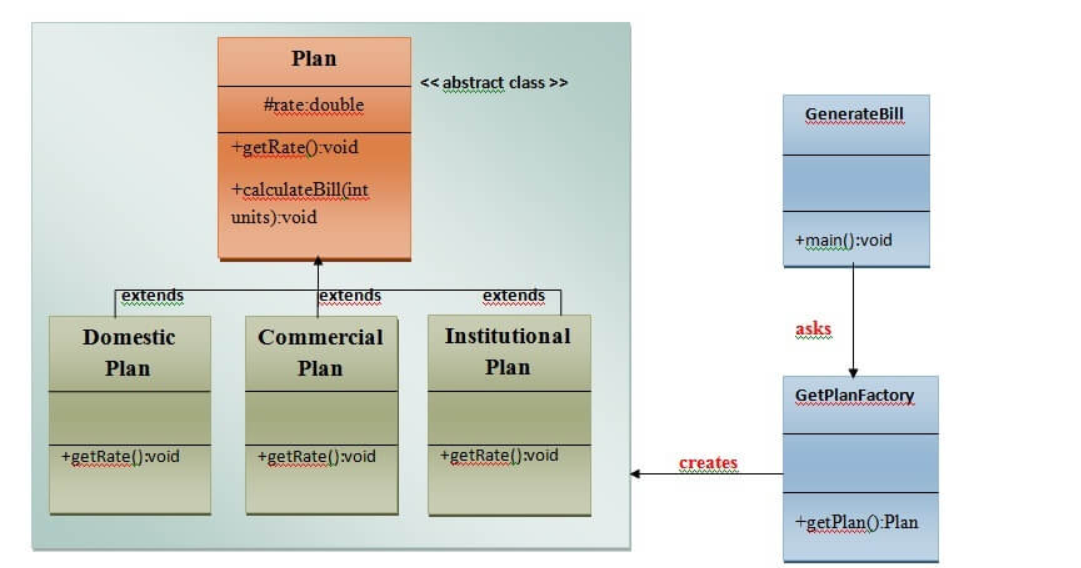 Plan
<< abstract class >>
#rate:double
+getRate():void
+calculateBill(int
units):void
extends
extends
extends
Domestic
Plan
+getRate():void
Commercial
Plan
+getRate():void
Institutional
Plan
+getRate():void
GenerateBill
+main():void
asks
GetPlanFactory
+getPlan():Plan
creates